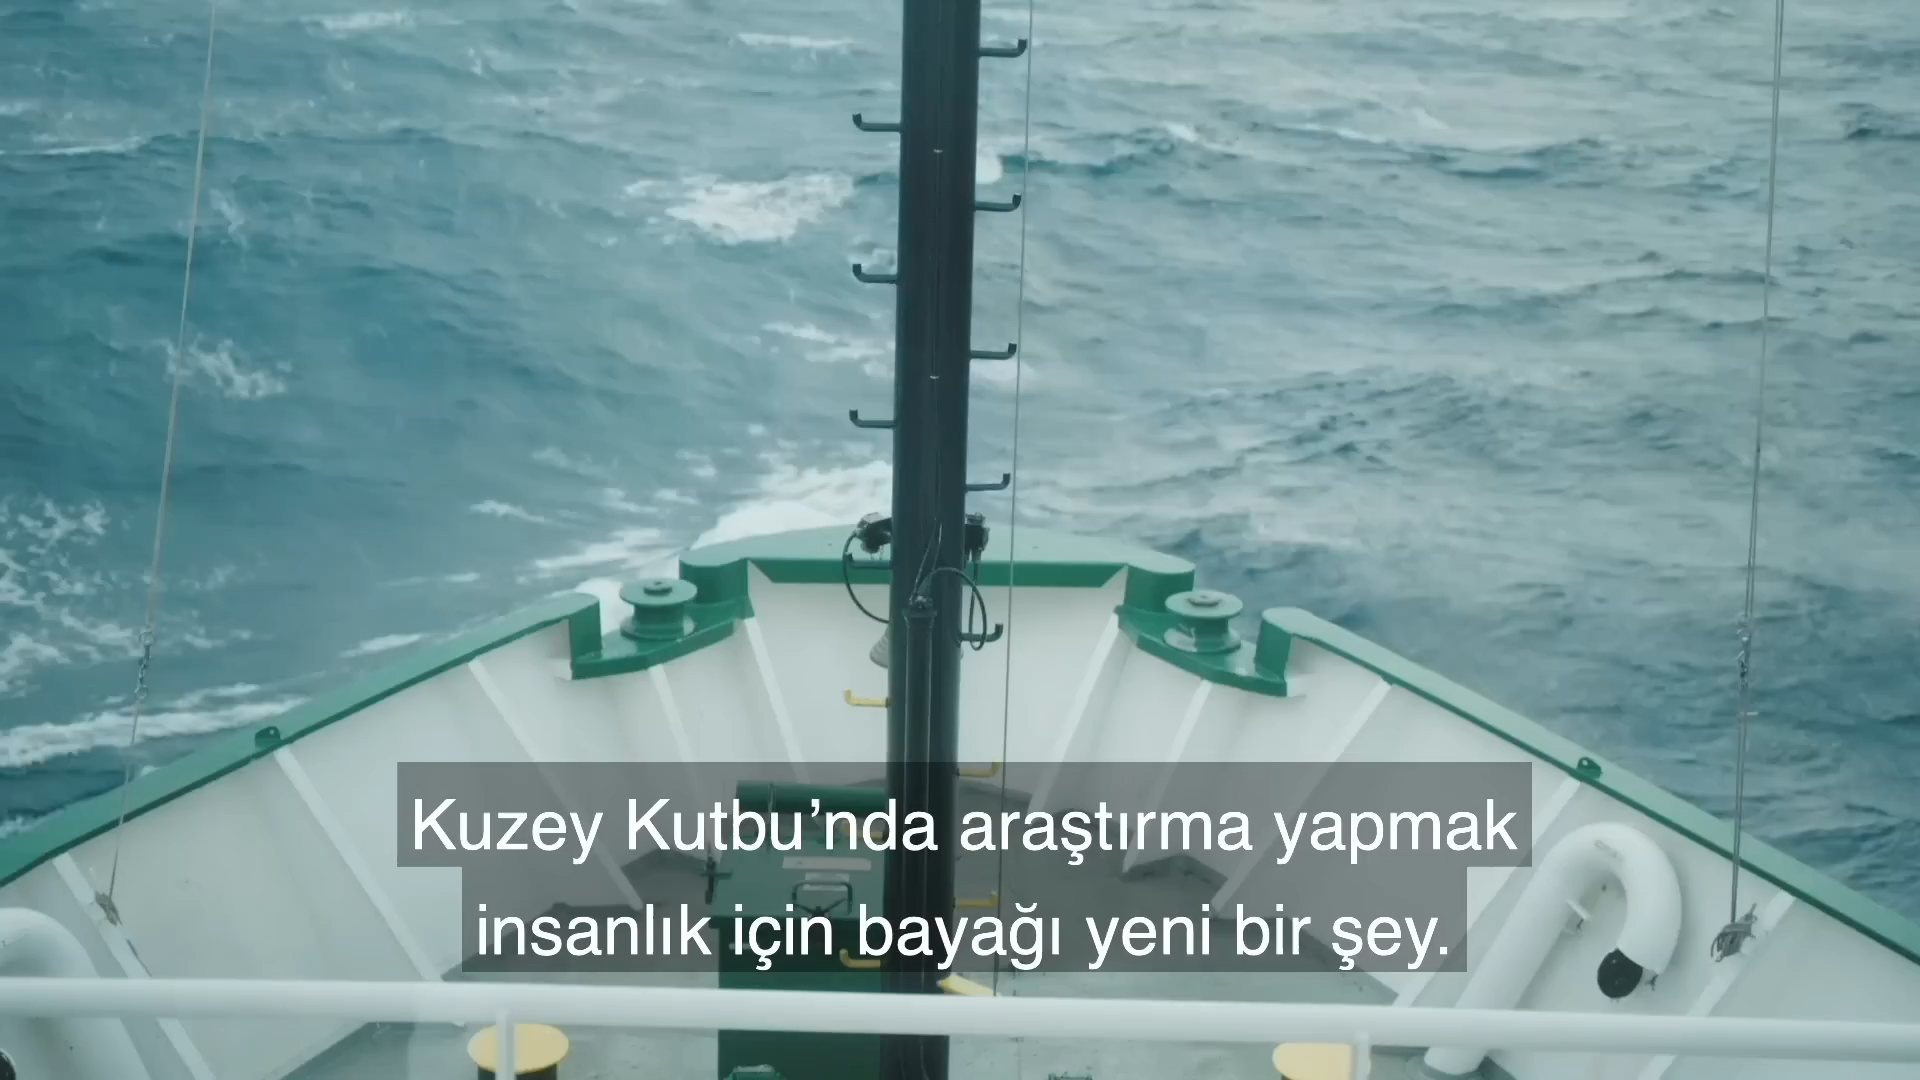 Kuzey Kutbu’nda araştırma yapmak
insanlık için bayağı yeni bir şey.